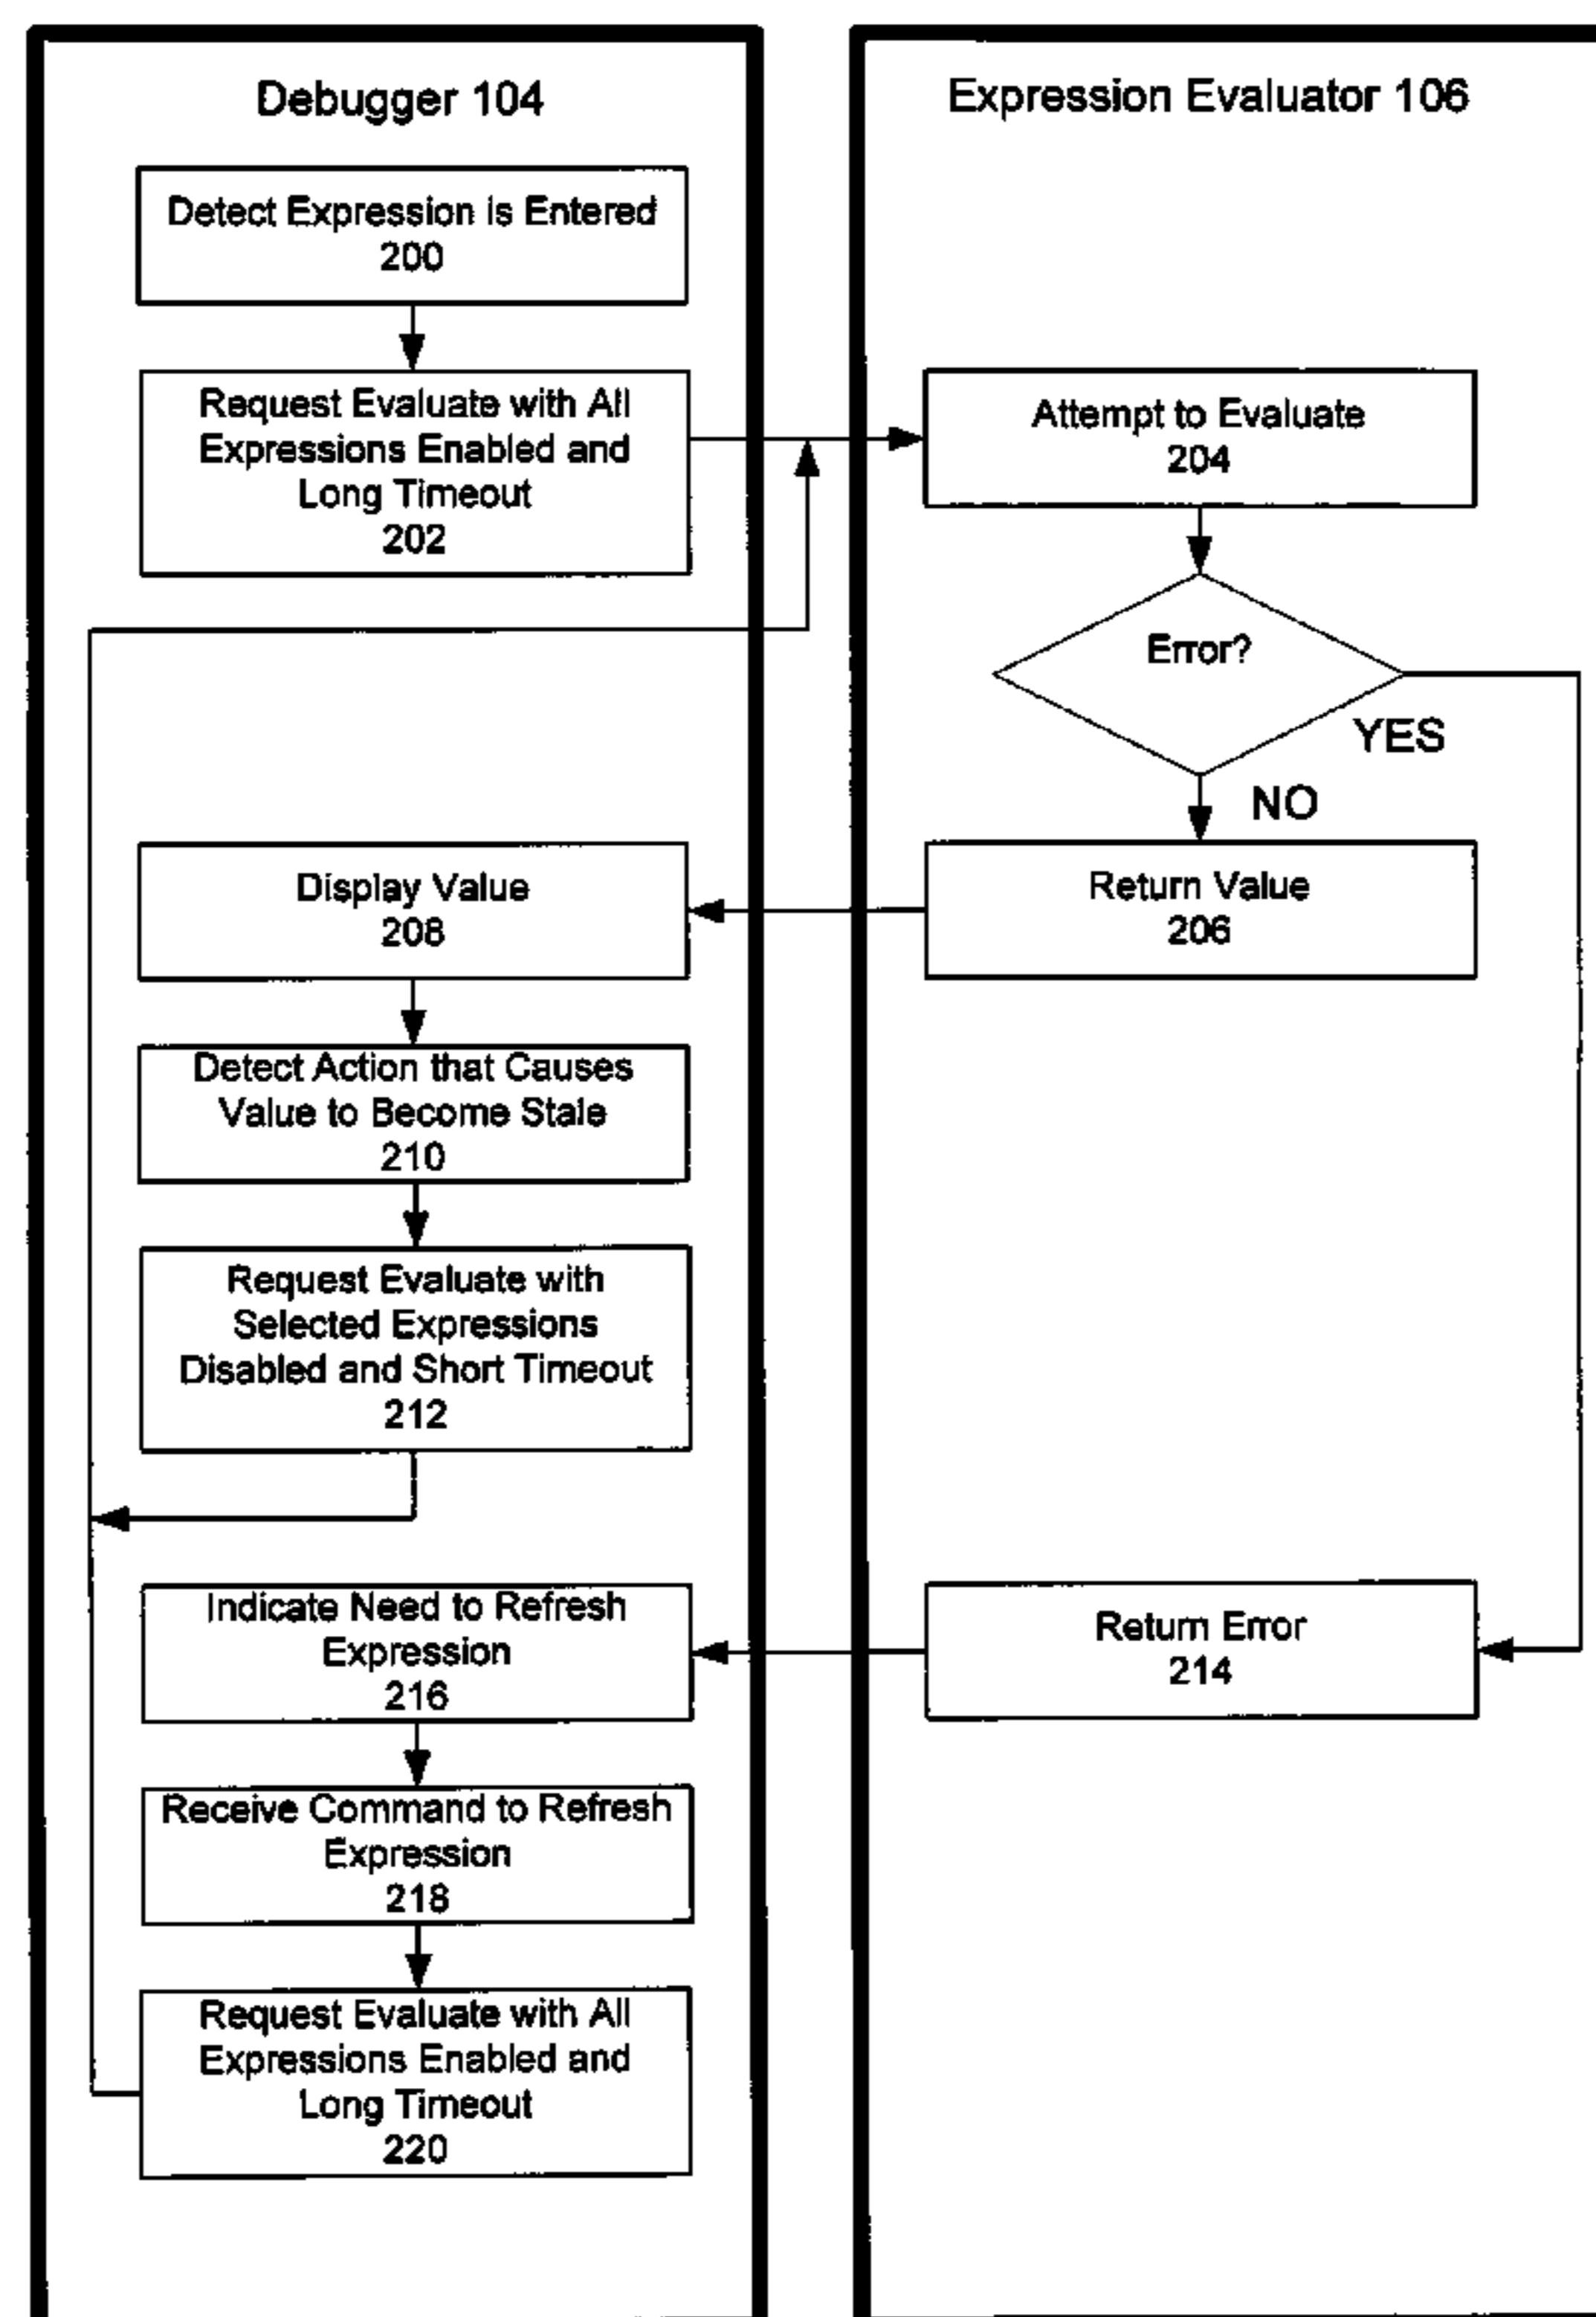 Debugger 104
Detect Expression is Entered
200
Request Evaluate with All
Expressions Enabled and
Long Timeout
202
Display Value
208
Detect Action that Causes
Value to Become Stale
210
Request Evaluate with
Selected Expressions
Disabled and Short Timeout
212
Indicate Need to Refresh
Expression
216
Receive Command to Refresh
Expression
218
Request Evaluate with All
Expressions Enabled and
Long Timeout
220
Expression Evaluator 106
Attempt to Evaluate
204
Error?
YES
NO
Return Value
206
Return Error
214